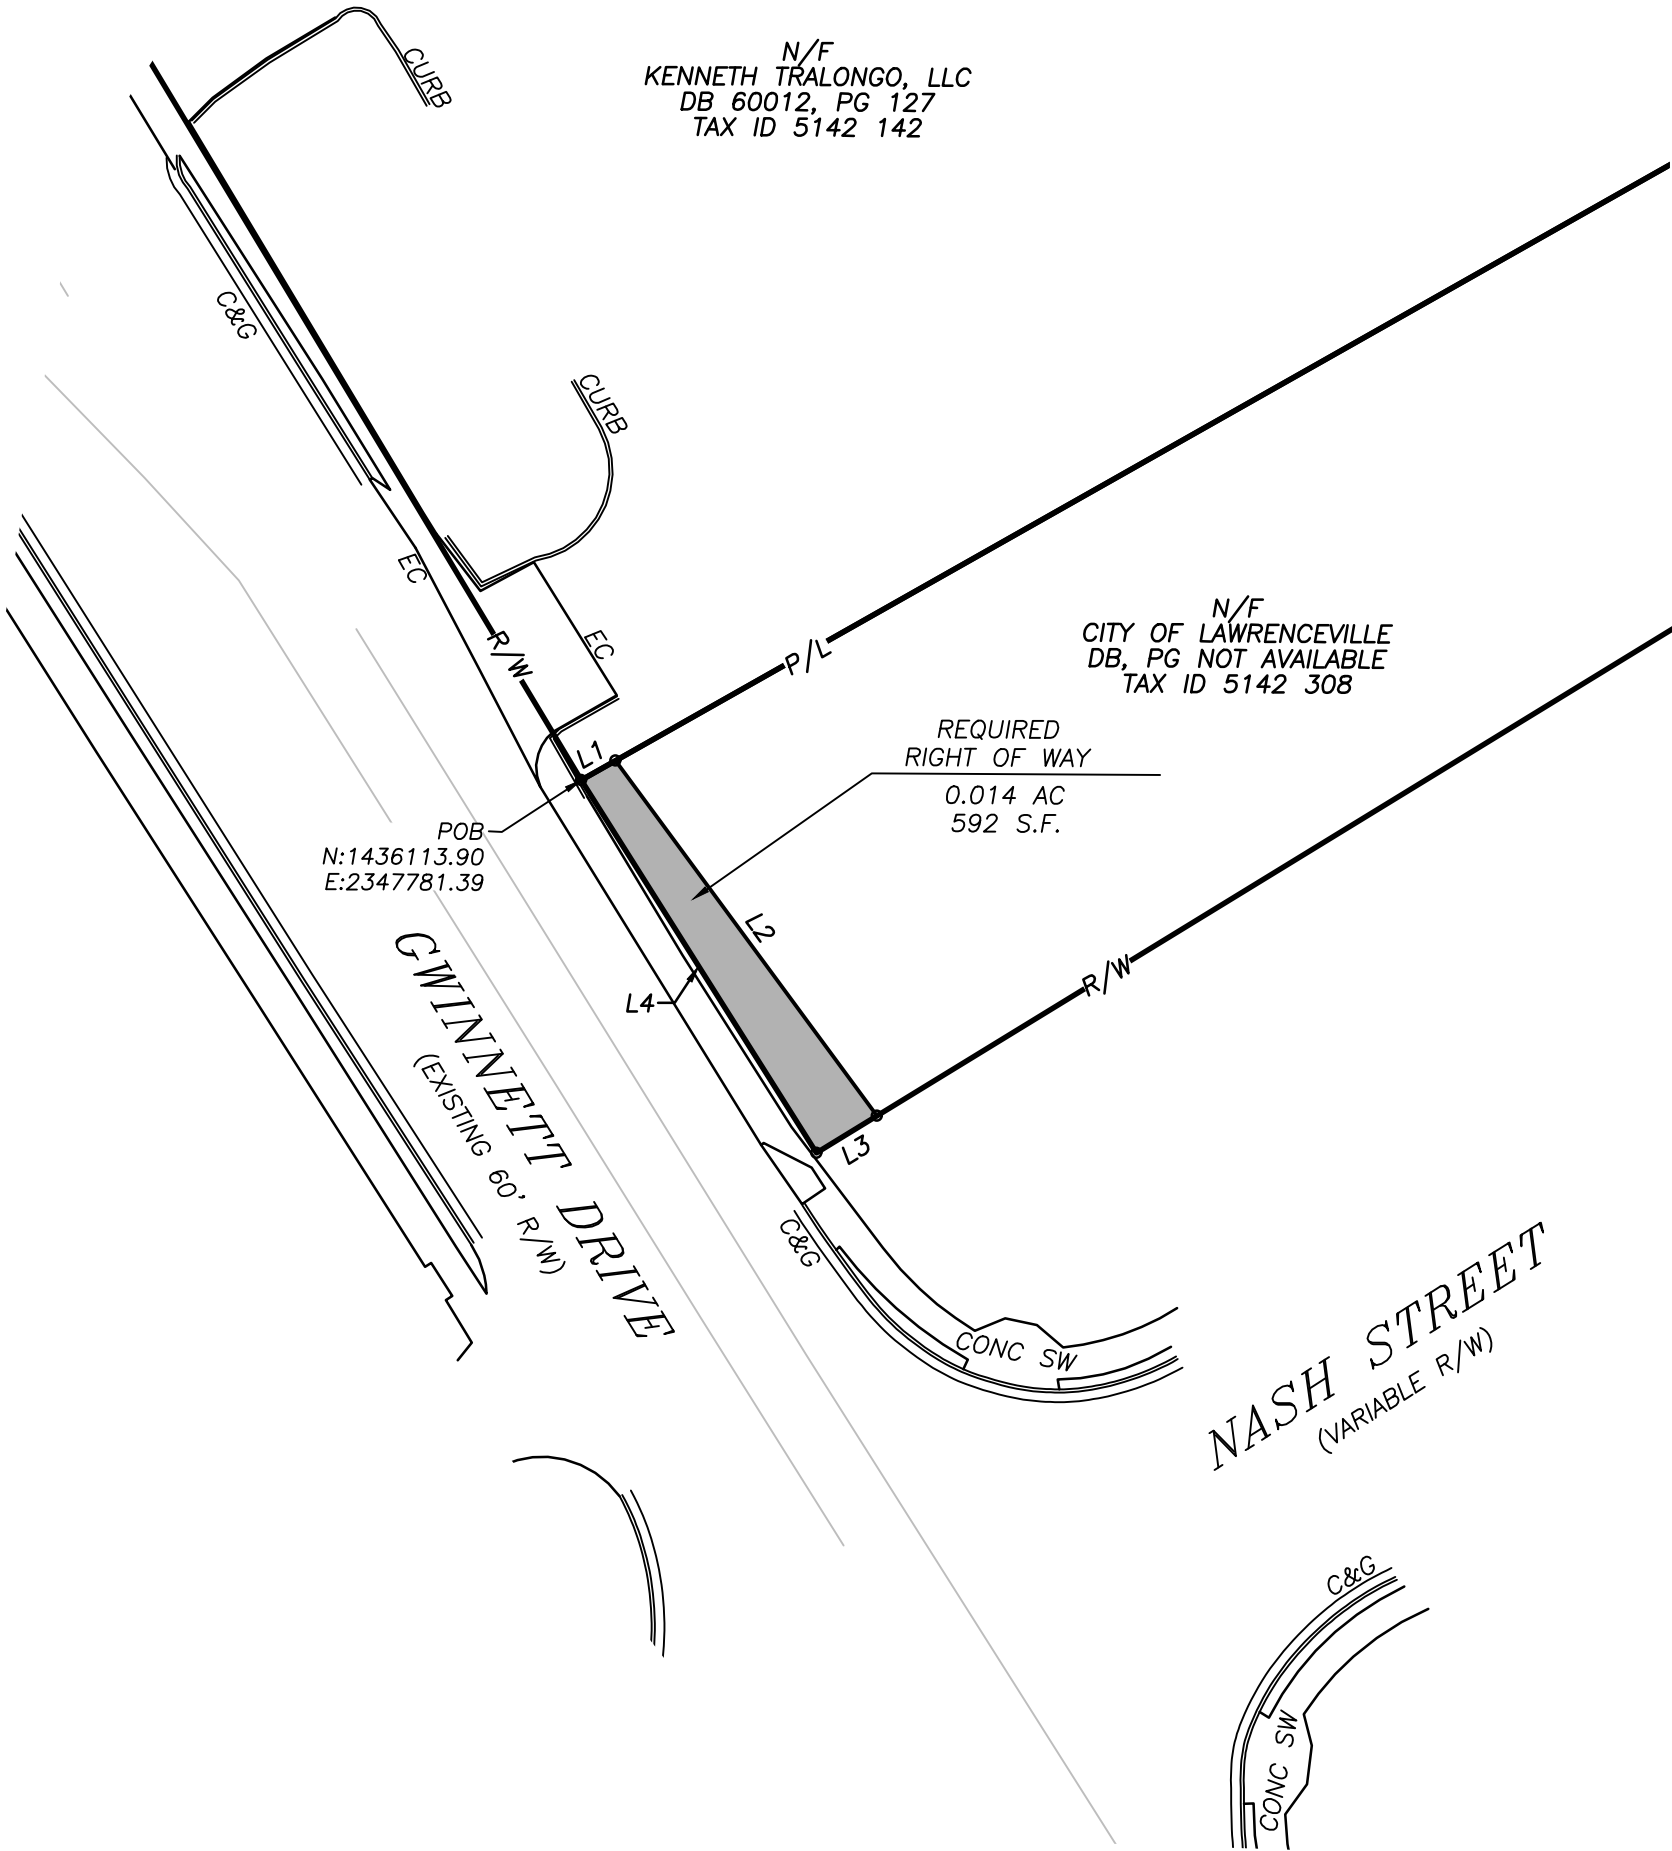 N/F
KENNETH TRALONGO, LLC
DB 60012, PG 127
TAX ID 5142 142
CURB
C&G
CURB
EC
R/W
EC
P/L
N/F
CITY OF LAWRENCEVILLE
DB, PG NOT AVAILABLE
TAX ID 5142 308
REQUIRED
RIGHT OF WAY
0.014 AC
592 S.F.
L1
POB
N:1436113.90
E:2347781.39
L2
R/W
L4
L3
GWINNETT DRIVE
(EXISTING 60' R/W)
C&G
CONC SW
NASH STREET
(VARIABLE R/W)
C&G
CONC SW